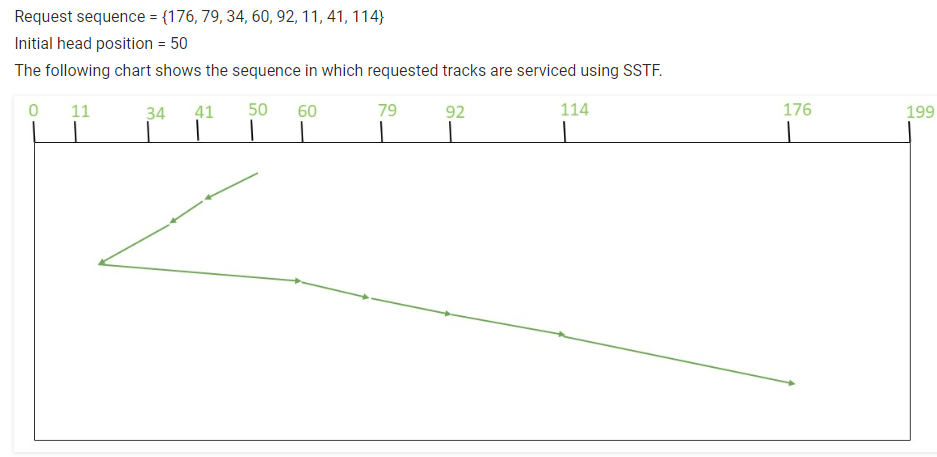 Request sequence = {176, 79, 34, 60, 92, 11, 41, 114}
Initial head position = 50
The following chart shows the sequence in which requested tracks are serviced using SSTF.
0 11 34 41 50 60 79 92 114 176 199